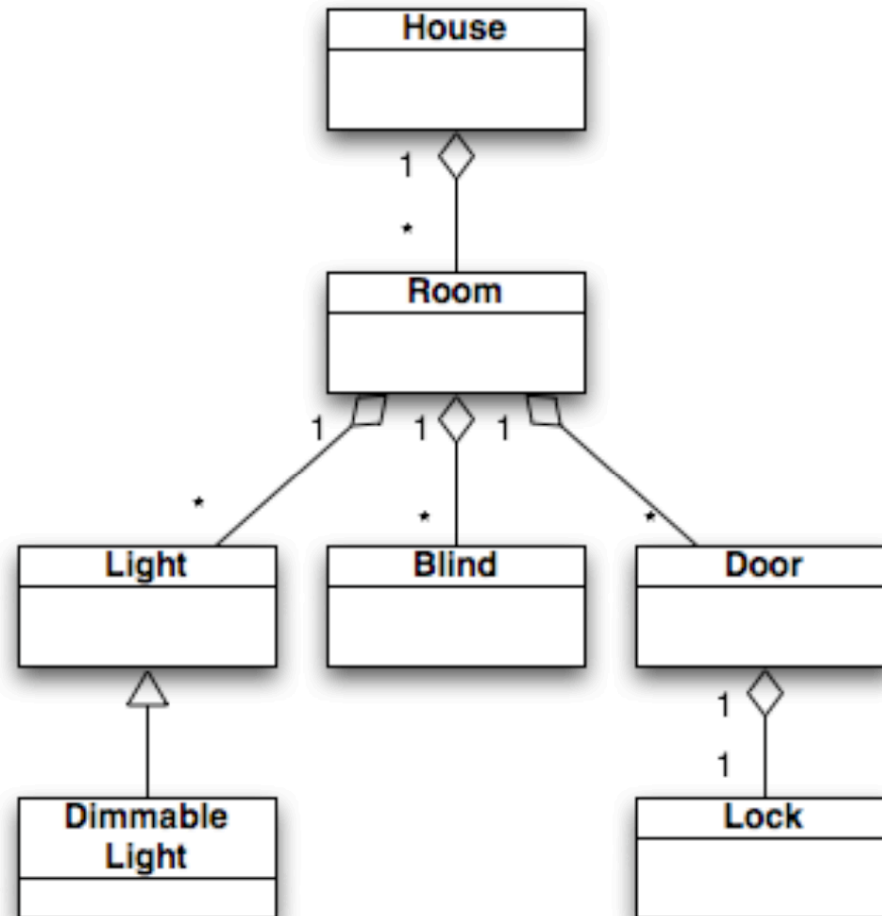 House
1
*
Room
1 1 1
* * *
Light Blind Door
1
1
Dimmable Lock
Light